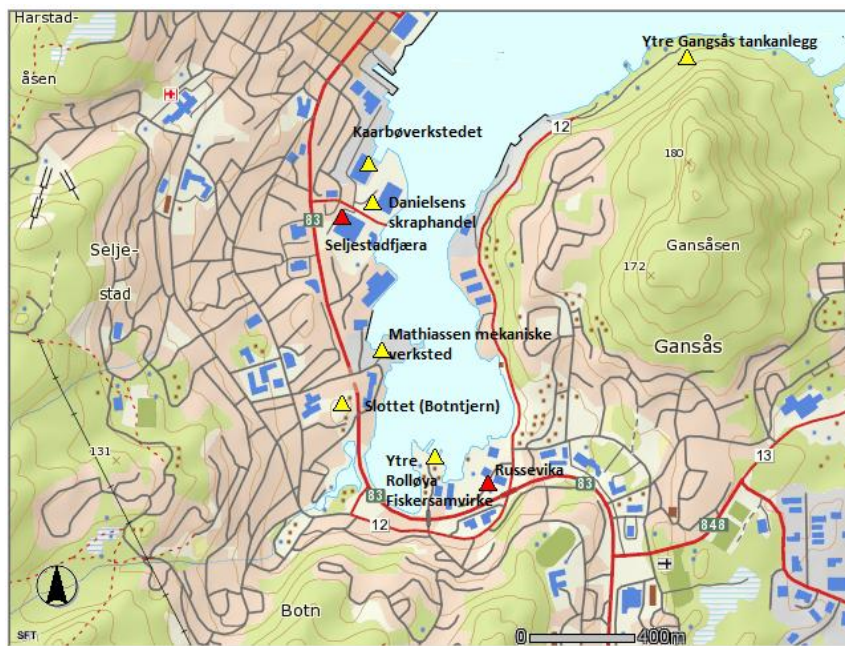 Harstad-
åsen
Ytre Gangsås tankanlegg
Kaarbøverkstedet
12
180
Danielsens
skraphandel
83
Seljestadfjæra
Selje-
stad
Gansåsen
172
Mathiassen mekaniske
verksted
Gansås
Slottet (Botntjern)
131
Ytre
Rolløya
Fiskersamvirke
Russevika
13
83
83
12
848
Botn
SFT
0
400m